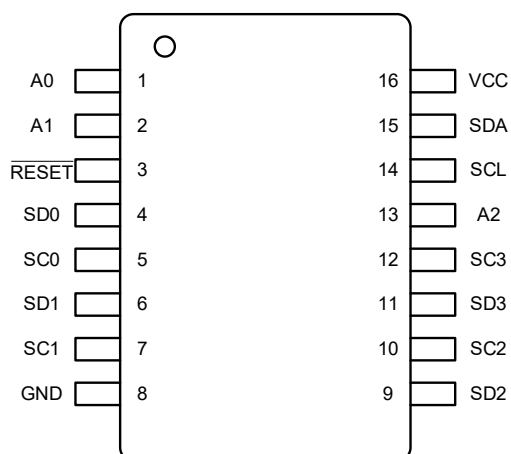 A0 1 16 VCC
A1 2 15 SDA
RESET 3 14 SCL
SD0 4 13 A2
SC0 5 12 SC3
SD1 6 11 SD3
SC1 7 10 SC2
GND 8 9 SD2